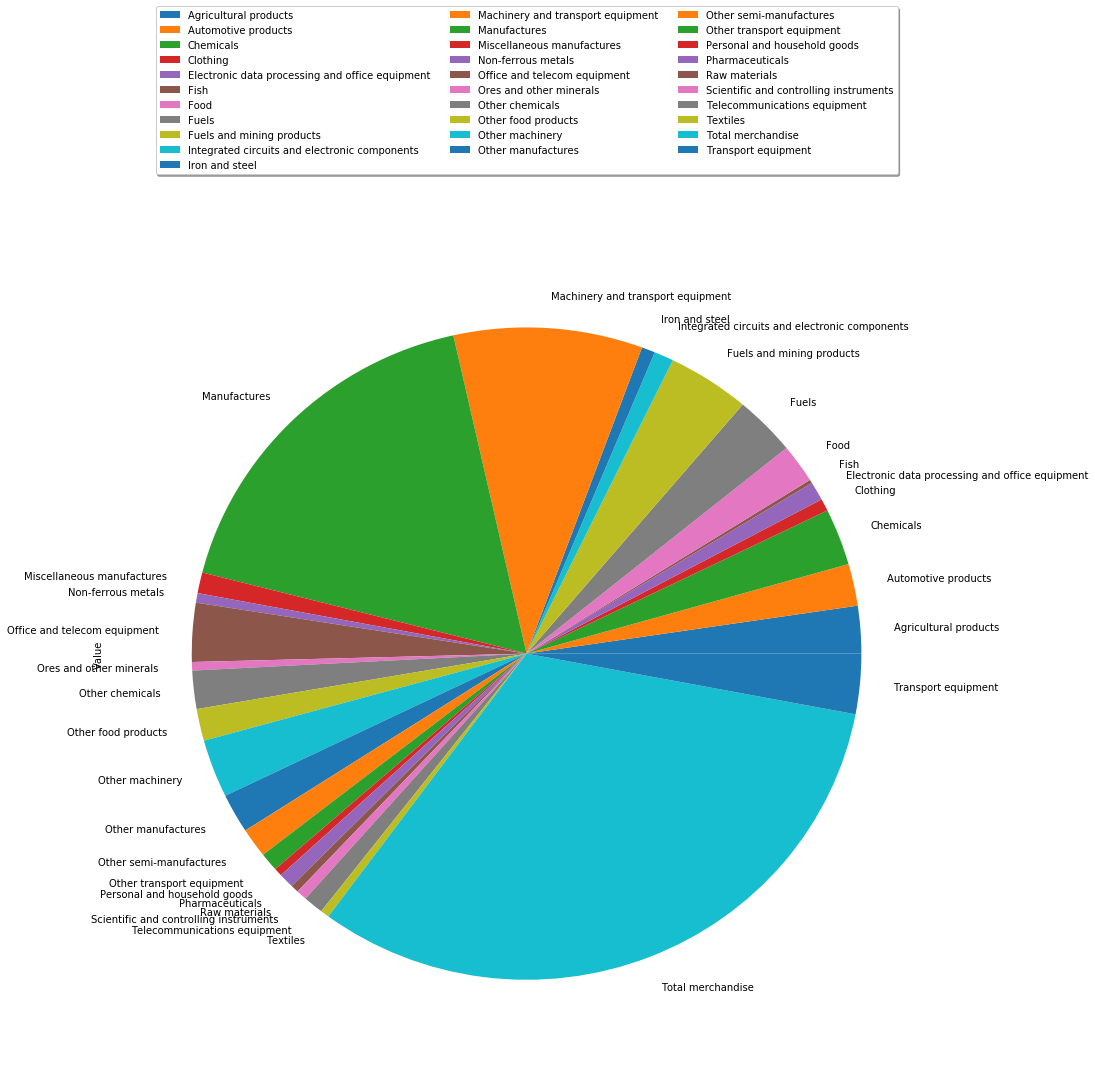 Agricultural products
Automotive products
Chemicals
Clothing
Electronic data processing and office equipment
Fish
Food
Fuels
Fuels and mining products
Integrated circuits and electronic components
Iron and steel
Machinery and transport equipment
Manufactures
Miscellaneous manufactures
Non-ferrous metals
Office and telecom equipment
Ores and other minerals
Other chemicals
Other food products
Other machinery
Other manufactures
Other semi-manufactures
Other transport equipment
Personal and household goods
Pharmaceuticals
Raw materials
Scientific and controlling instruments
Telecommunications equipment
Textiles
Total merchandise
Transport equipment
Machinery and transport equipment
Iron and steel
Integrated circuits and electronic components
Fuels and mining products
Manufactures
Fuels
Food
Fish
Electronic data processing and office equipment
Clothing
Chemicals
Miscellaneous manufactures
Automotive products
Non-ferrous metals
Agricultural products
Office and telecom equipment
Value
Ores and other minerals
Transport equipment
Other chemicals
Other food products
Other machinery
Other manufactures
Other semi-manufactures
Other transport equipment
Personal and household goods
Pharmaceuticals
Raw materials
Scientific and controlling instruments
Telecommunications equipment
Textiles
Total merchandise